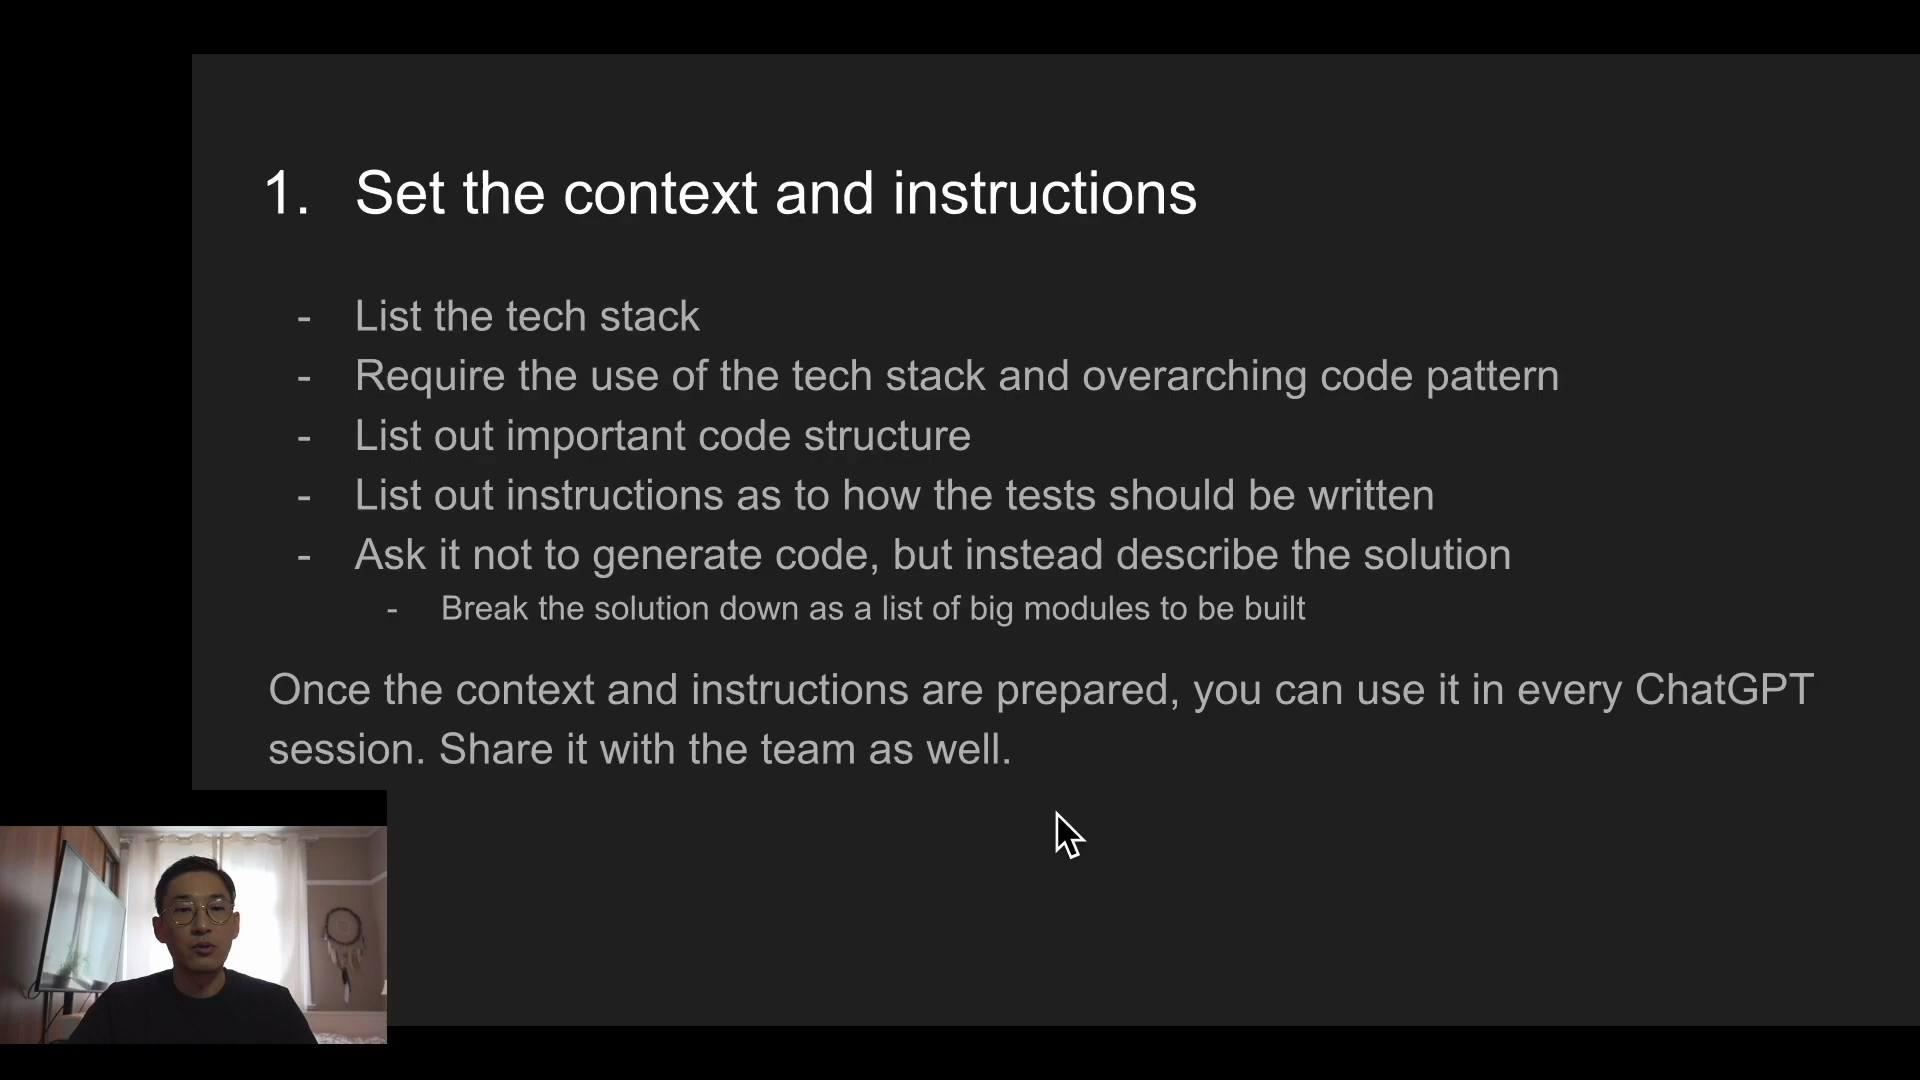 1. Set the context and instructions
- List the tech stack
- Require the use of the tech stack and overarching code pattern
- List out important code structure
- List out instructions as to how the tests should be written
- Ask it not to generate code, but instead describe the solution
- Break the solution down as a list of big modules to be built
Once the context and instructions are prepared, you can use it in every ChatGPT
session. Share it with the team as well.